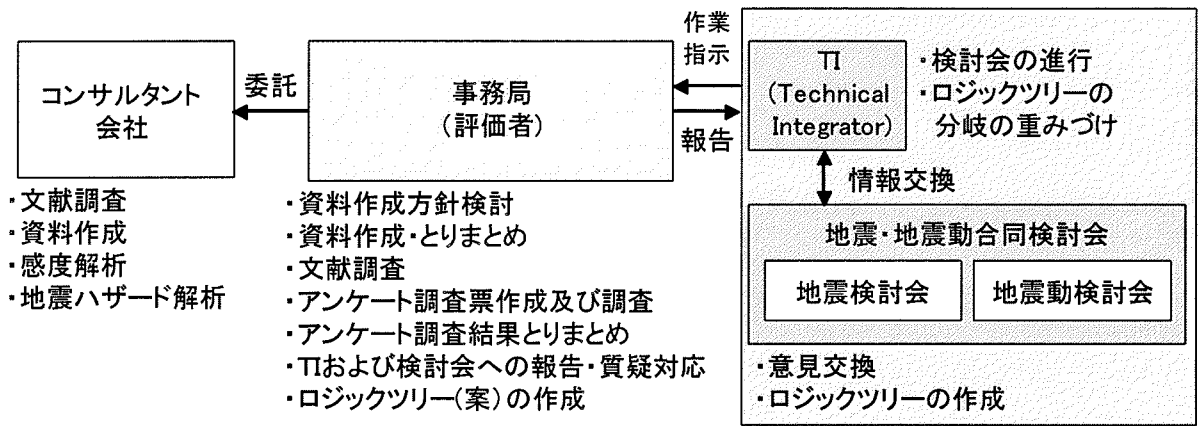 コンサルタント
会社
・文献調査
・資料作成
・感度解析
・地震ハザード解析
委託
事務局
(評価者)
・資料作成方針検討
・資料作成・とりまとめ
・文献調査
・アンケート調査票作成及び調査
・アンケート調査結果とりまとめ
・TIおよび検討会への報告・質疑対応
・ロジックツリー(案)の作成
作業
指示
報告
TI
(Technical
Integrator)
・検討会の進行
・ロジックツリーの
分岐の重みづけ
情報交換
地震・地震動合同検討会
地震検討会
地震動検討会
・意見交換
・ロジックツリーの作成